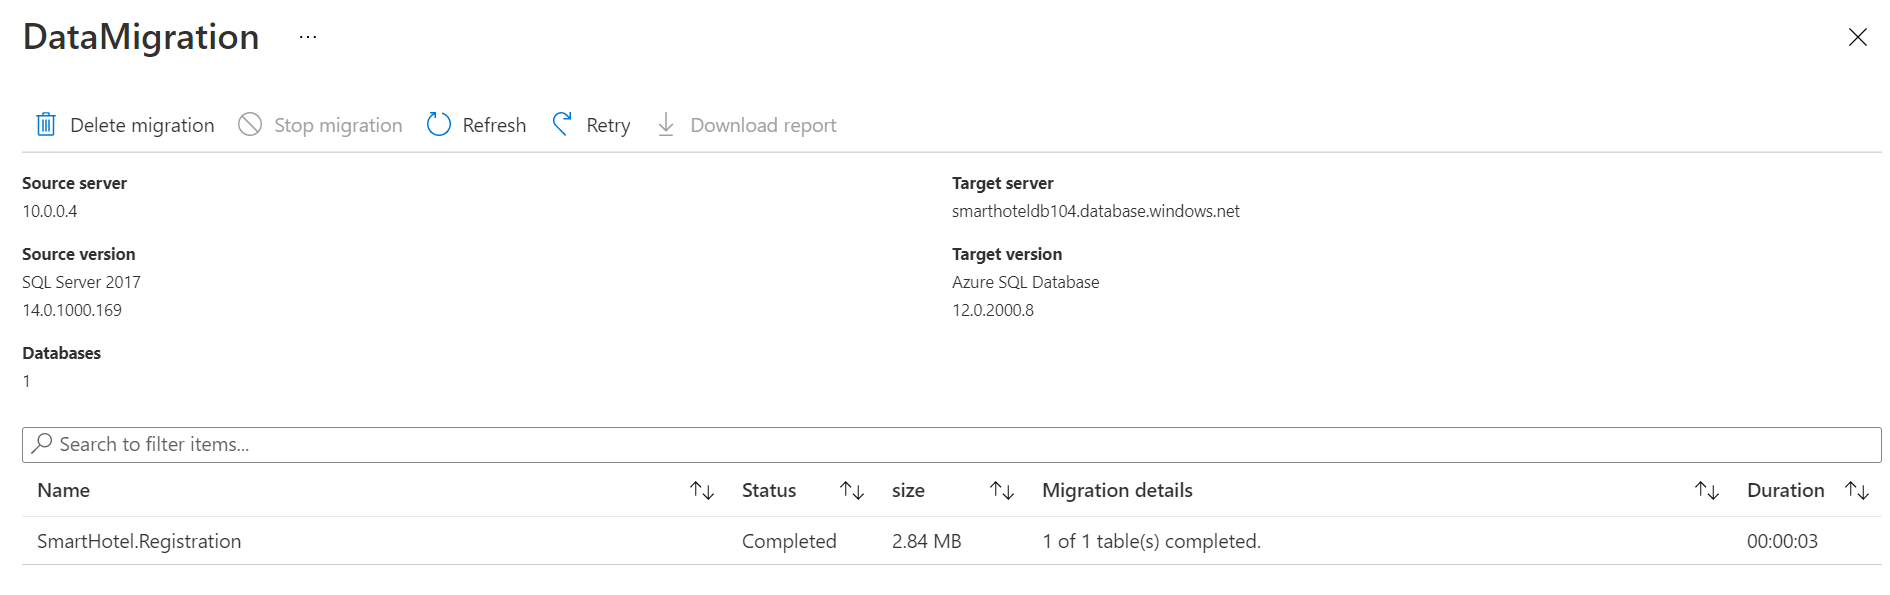 DataMigration ...
Delete migration Stop migration Refresh Retry Download report
Source server
10.0.0.4
Target server
smarthoteldb104.database.windows.net
Source version
SQL Server 2017
14.0.1000.169
Target version
Azure SQL Database
12.0.2000.8
Databases
1
Search to filter items...
Name Status size Migration details Duration
SmartHotel.Registration Completed 2.84 MB 1 of 1 table(s) completed. 00:00:03